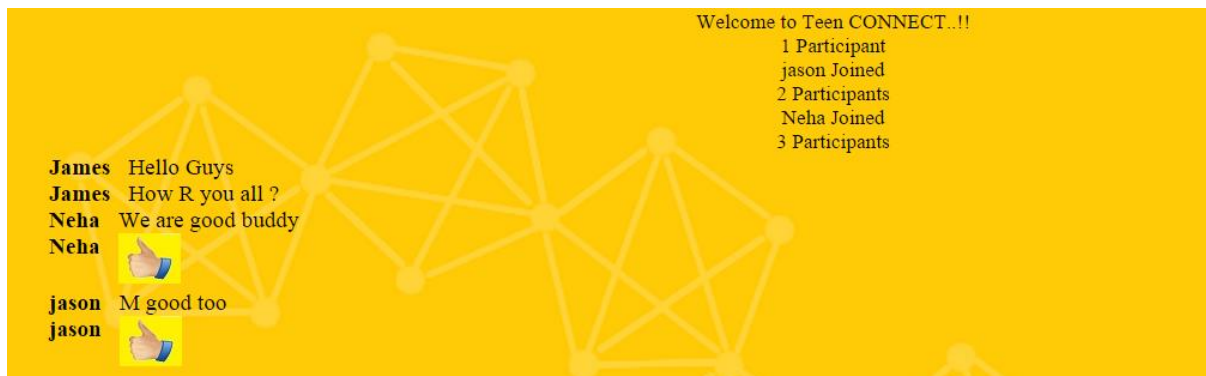 Welcome to Teen CONNECT..!!
1 Participant
jason Joined
2 Participants
Neha Joined
3 Participants
James Hello Guys
James How R you all ?
Neha We are good buddy
Neha
jason M good too
jason